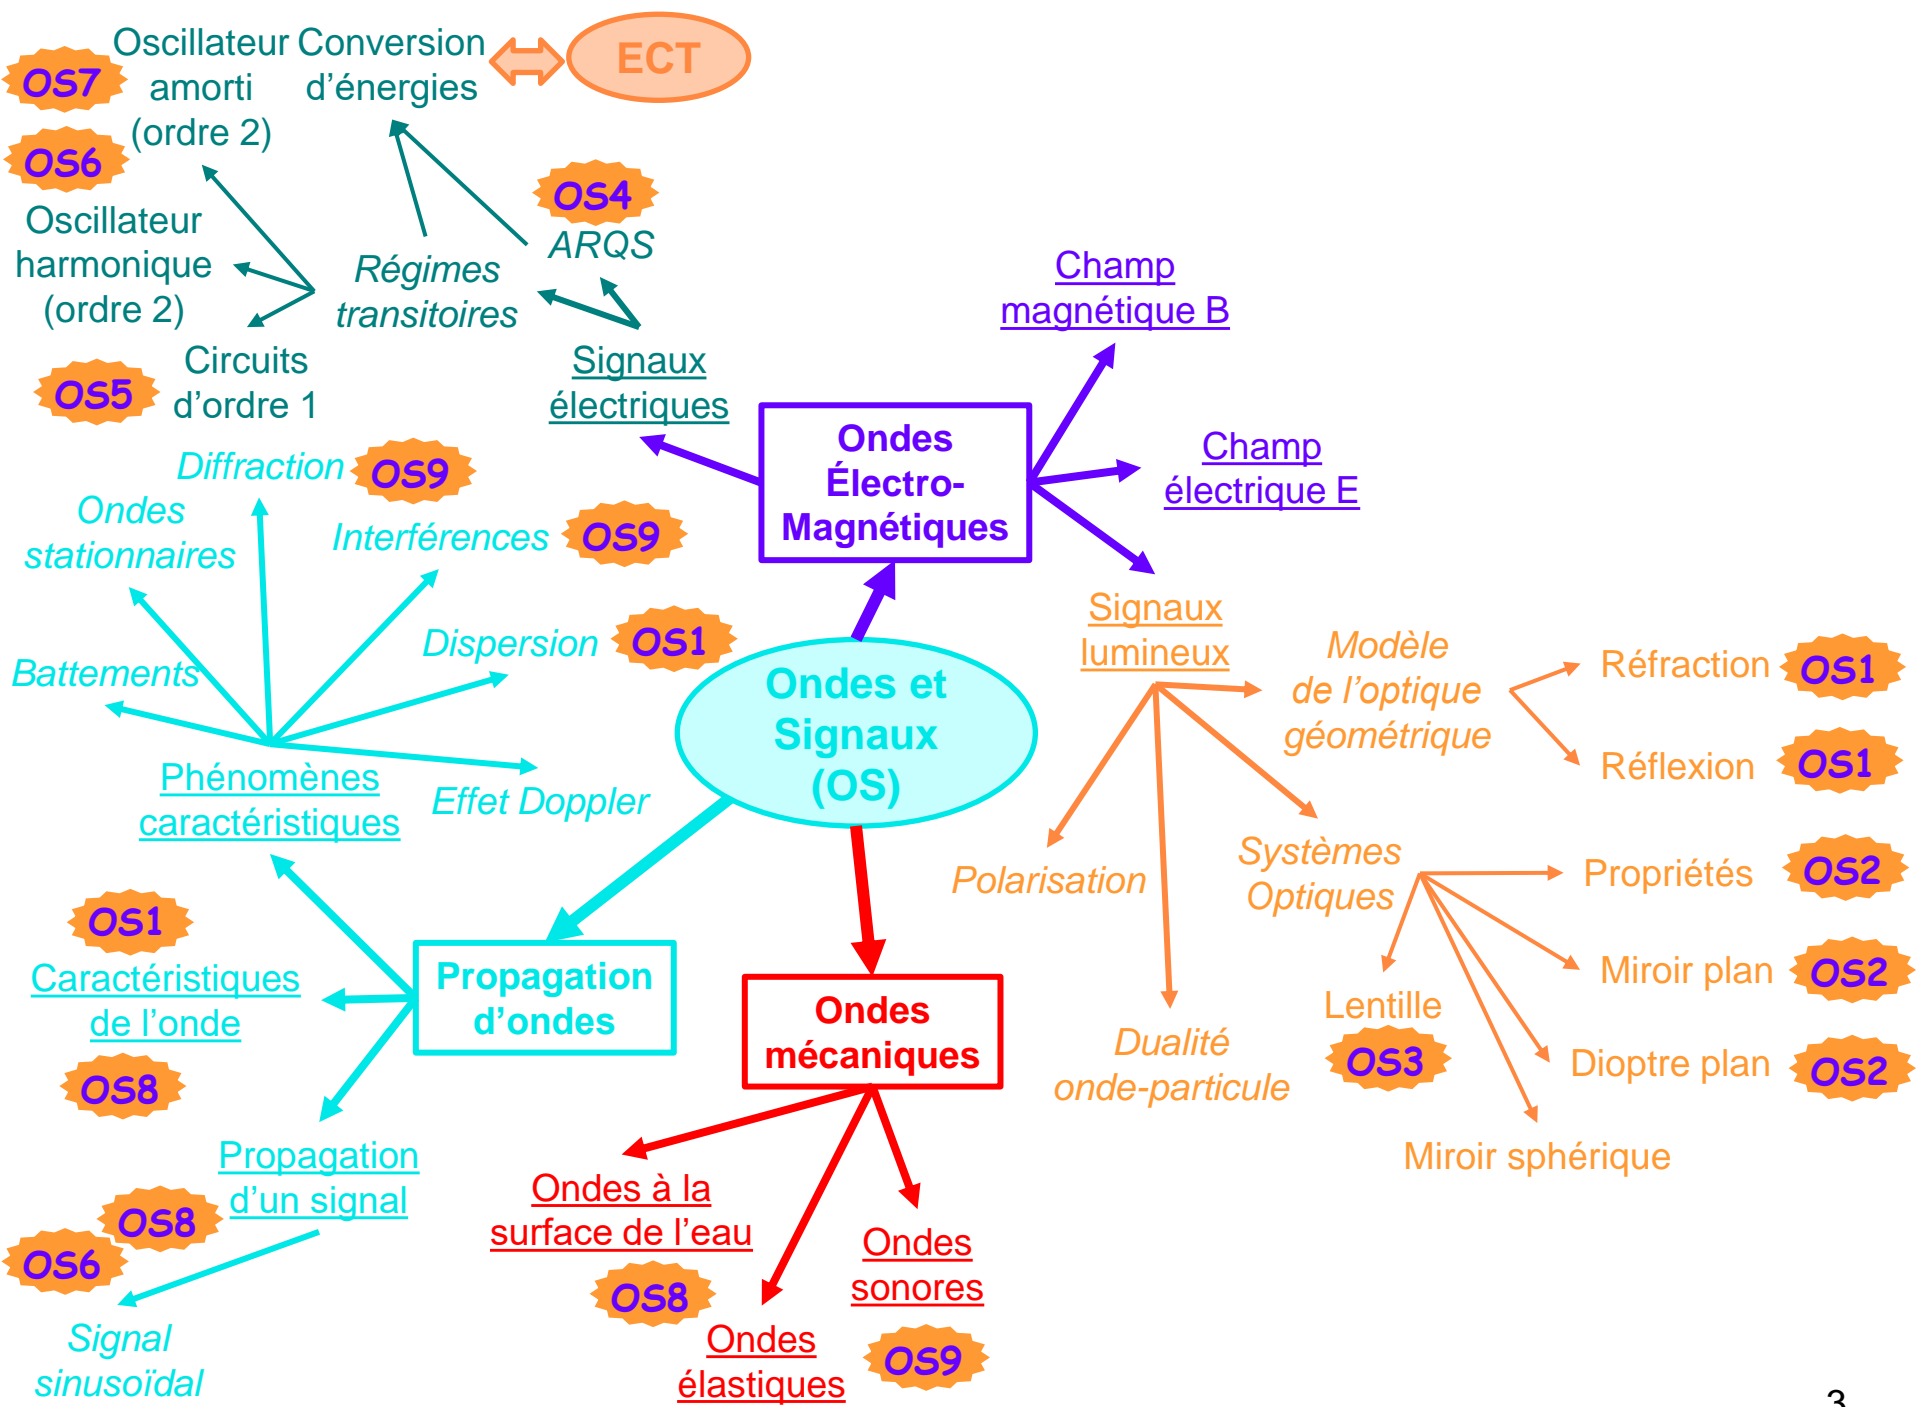 Oscillateur
amorti
(ordre 2)
OS7
OS6
Conversion
d'énergies
ECT
OS4
ARQS
Oscillateur
harmonique
(ordre 2)
Régimes
transitoires
Circuits
d'ordre 1
OS5
Signaux
électriques
Champ
magnétique B
Champ
électrique E
Ondes
Électro-
Magnétiques
Diffraction
OS9
Ondes
stationnaires
Interférences
OS9
Dispersion
OS1
Battements
Phénomènes
caractéristiques
Effet Doppler
Ondes et
Signaux
(OS)
Signaux
lumineux
Modèle
de l'optique
géométrique
Réfraction
OS1
Réflexion
OS1
Polarisation
Systèmes
Optiques
Propriétés
OS2
Miroir plan
OS2
Lentille
OS3
Dioptre plan
OS2
Miroir sphérique
Dualité
onde-particule
OS1
Caractéristiques
de l'onde
OS8
Propagation
d'ondes
Ondes
mécaniques
Propagation
d'un signal
OS8
OS6
Signal
sinusoïdal
Ondes à la
surface de l'eau
OS8
Ondes
sonores
OS9
Ondes
élastiques
3